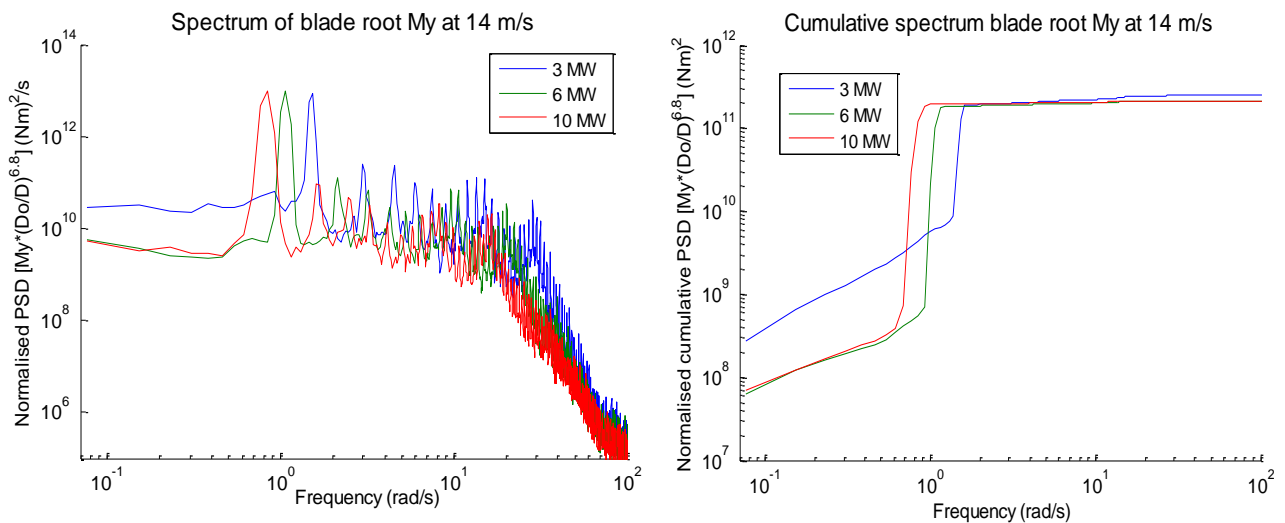 Spectrum of blade root My at 14 m/s
Normalised PSD [My*(Do/D)^6.8] (Nm)^2/s
10^14
10^12
10^10
10^8
10^6
3 MW
6 MW
10 MW
10^-1
10^0
10^1
10^2
Frequency (rad/s)
Cumulative spectrum blade root My at 14 m/s
Normalised cumulative PSD [My*(Do/D)^6.8] (Nm)^2
10^12
10^11
10^10
10^9
10^8
10^7
3 MW
6 MW
10 MW
10^-1
10^0
10^1
10^2
Frequency (rad/s)